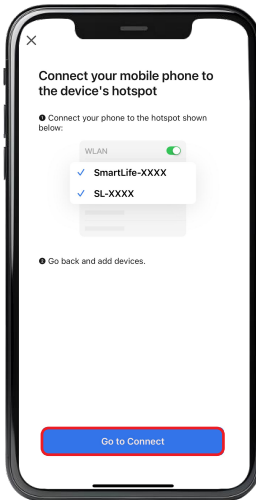 Connect your mobile phone to
the device's hotspot
❶ Connect your phone to the hotspot shown
below:
WLAN
SmartLife-XXXX
SL-XXXX
❷ Go back and add devices.
Go to Connect